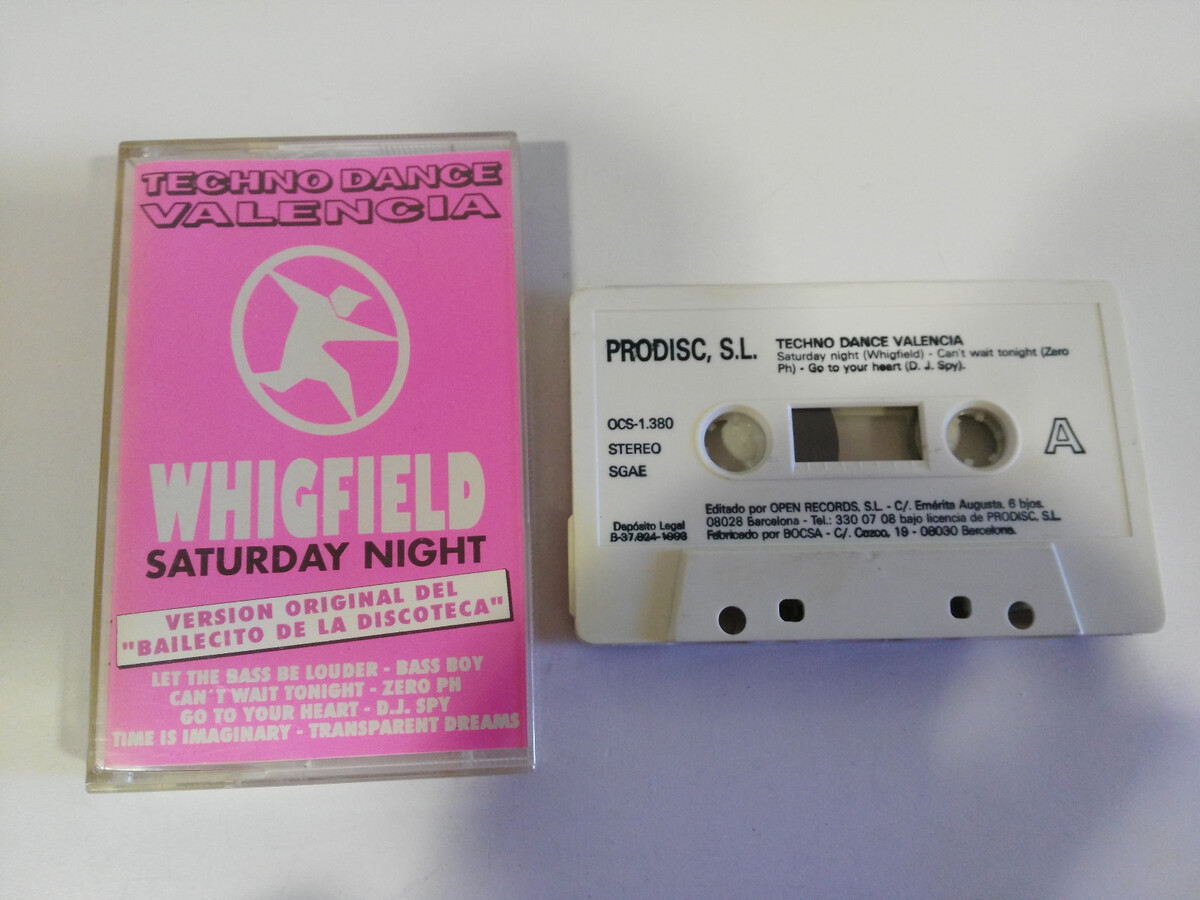 TECHNO DANCE
VALENCIA
WHIGFIELD
SATURDAY NIGHT
VERSION ORIGINAL DEL
"BAILECITO DE LA DISCOTECA"
LET THE BASS BE LOUDER - BASS BOY
CAN´T WAIT TONIGHT - ZERO PH
GO TO YOUR HEART - D.J. SPY
TIME IS IMAGINARY - TRANSPARENT DREAMS
PRODISC, S.L.
TECHNO DANCE VALENCIA
Saturday night (Whigfield) - Can't wait tonight (Zero
Ph) - Go to your heart (D. J. Spy).
OCS-1.380
STEREO
SGAE
A
Depósito Legal
B-37.824-1993
Editado por OPEN RECORDS, S.L. - C/. Emérita Augusta, 6 bjos.
08028 Barcelona - Tel.: 330 07 08 bajo licencia de PRODISC, S.L.
Fabricado por BOCSA - C/. Cuzco, 19 - 08030 Barcelona.